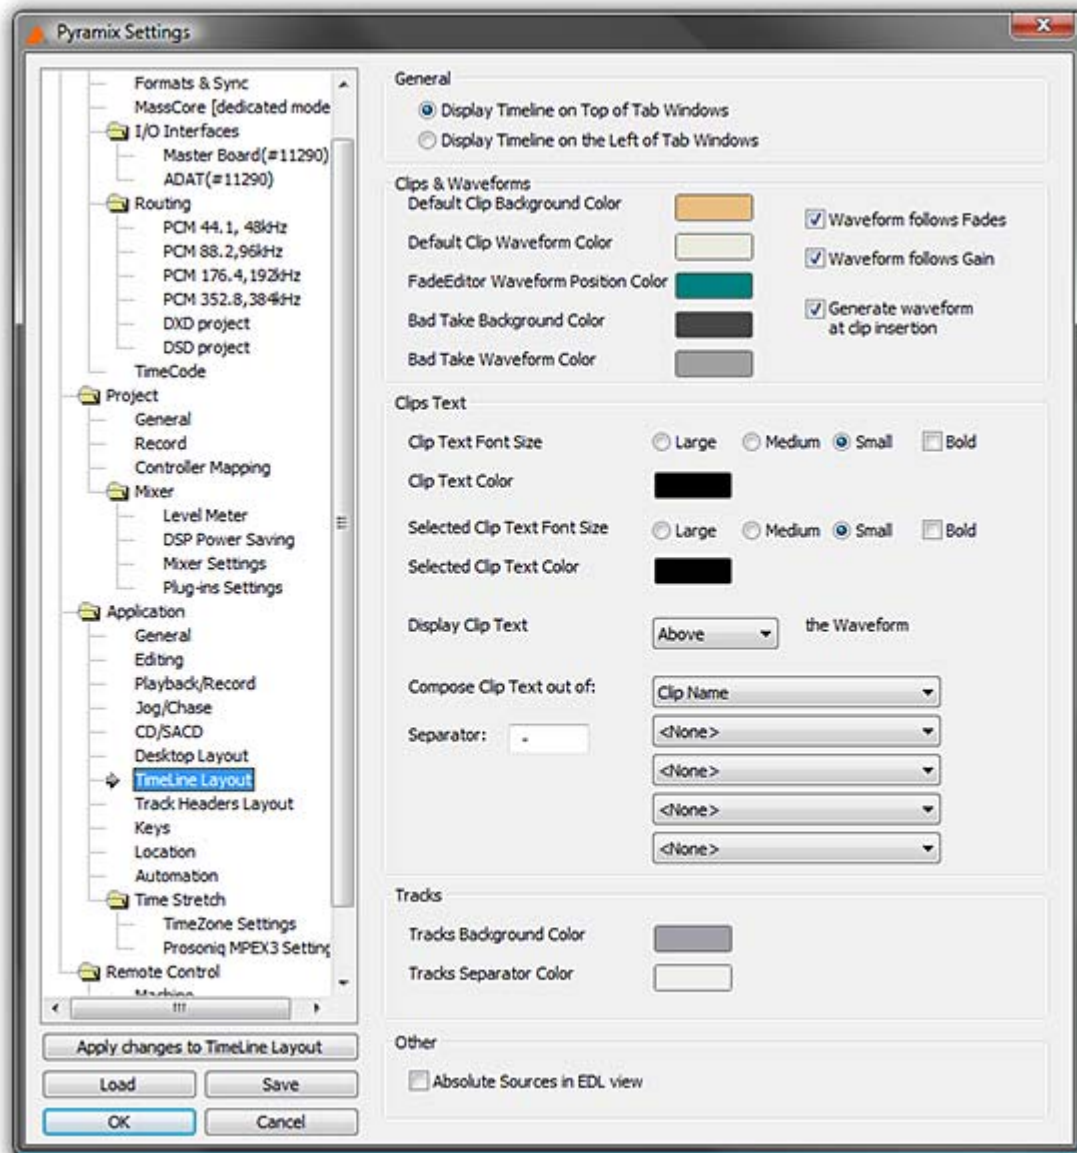 Pyramix Settings
Formats & Sync
MassCore [dedicated mode
I/O Interfaces
Master Board(#11290)
ADAT(#11290)
Routing
PCM 44.1, 48kHz
PCM 88.2,96kHz
PCM 176.4,192kHz
PCM 352.8,384kHz
DXD project
DSD project
TimeCode
Project
General
Record
Controller Mapping
Mixer
Level Meter
DSP Power Saving
Mixer Settings
Plug-ins Settings
Application
General
Editing
Playback/Record
Jog/Chase
CD/SACD
Desktop Layout
TimeLine Layout
Track Headers Layout
Keys
Location
Automation
Time Stretch
TimeZone Settings
Prosoniq MPEX3 Setting
Remote Control
Machine
Apply changes to TimeLine Layout
Load Save
OK Cancel
General
Display Timeline on Top of Tab Windows
Display Timeline on the Left of Tab Windows
Clips & Waveforms
Default Clip Background Color
Default Clip Waveform Color
FadeEditor Waveform Position Color
Bad Take Background Color
Bad Take Waveform Color
Waveform follows Fades
Waveform follows Gain
Generate waveform
at clip insertion
Clips Text
Clip Text Font Size Large Medium Small Bold
Clip Text Color
Selected Clip Text Font Size Large Medium Small Bold
Selected Clip Text Color
Display Clip Text Above the Waveform
Compose Clip Text out of: Clip Name
Separator: - <None>
<None>
<None>
<None>
Tracks
Tracks Background Color
Tracks Separator Color
Other
Absolute Sources in EDL view